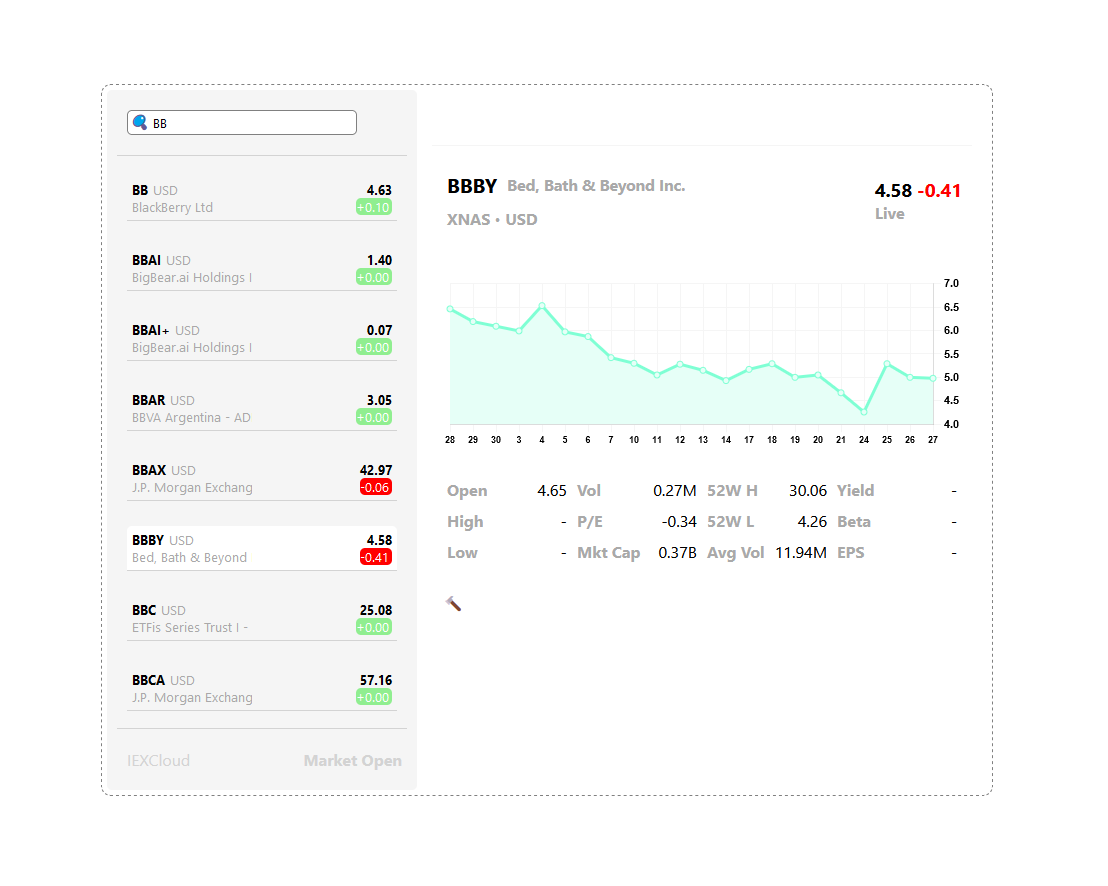 BB
BB USD 4.63
BlackBerry Ltd +0.10
BBAI USD 1.40
BigBear.ai Holdings I +0.00
BBAI+ USD 0.07
BigBear.ai Holdings I +0.00
BBAR USD 3.05
BBVA Argentina - AD +0.00
BBAX USD 42.97
J.P. Morgan Exchang -0.06
BBBY USD 4.58
Bed, Bath & Beyond -0.41
BBC USD 25.08
ETFis Series Trust I - +0.00
BBCA USD 57.16
J.P. Morgan Exchang +0.00
IEXCloud Market Open
BBBY Bed, Bath & Beyond Inc. 4.58 -0.41
XNAS • USD Live
7.0
6.5
6.0
5.5
5.0
4.5
4.0
28 29 30 3 4 5 6 7 10 11 12 13 14 17 18 19 20 21 24 25 26 27
Open 4.65 Vol 0.27M 52W H 30.06 Yield -
High - P/E -0.34 52W L 4.26 Beta -
Low - Mkt Cap 0.37B Avg Vol 11.94M EPS -